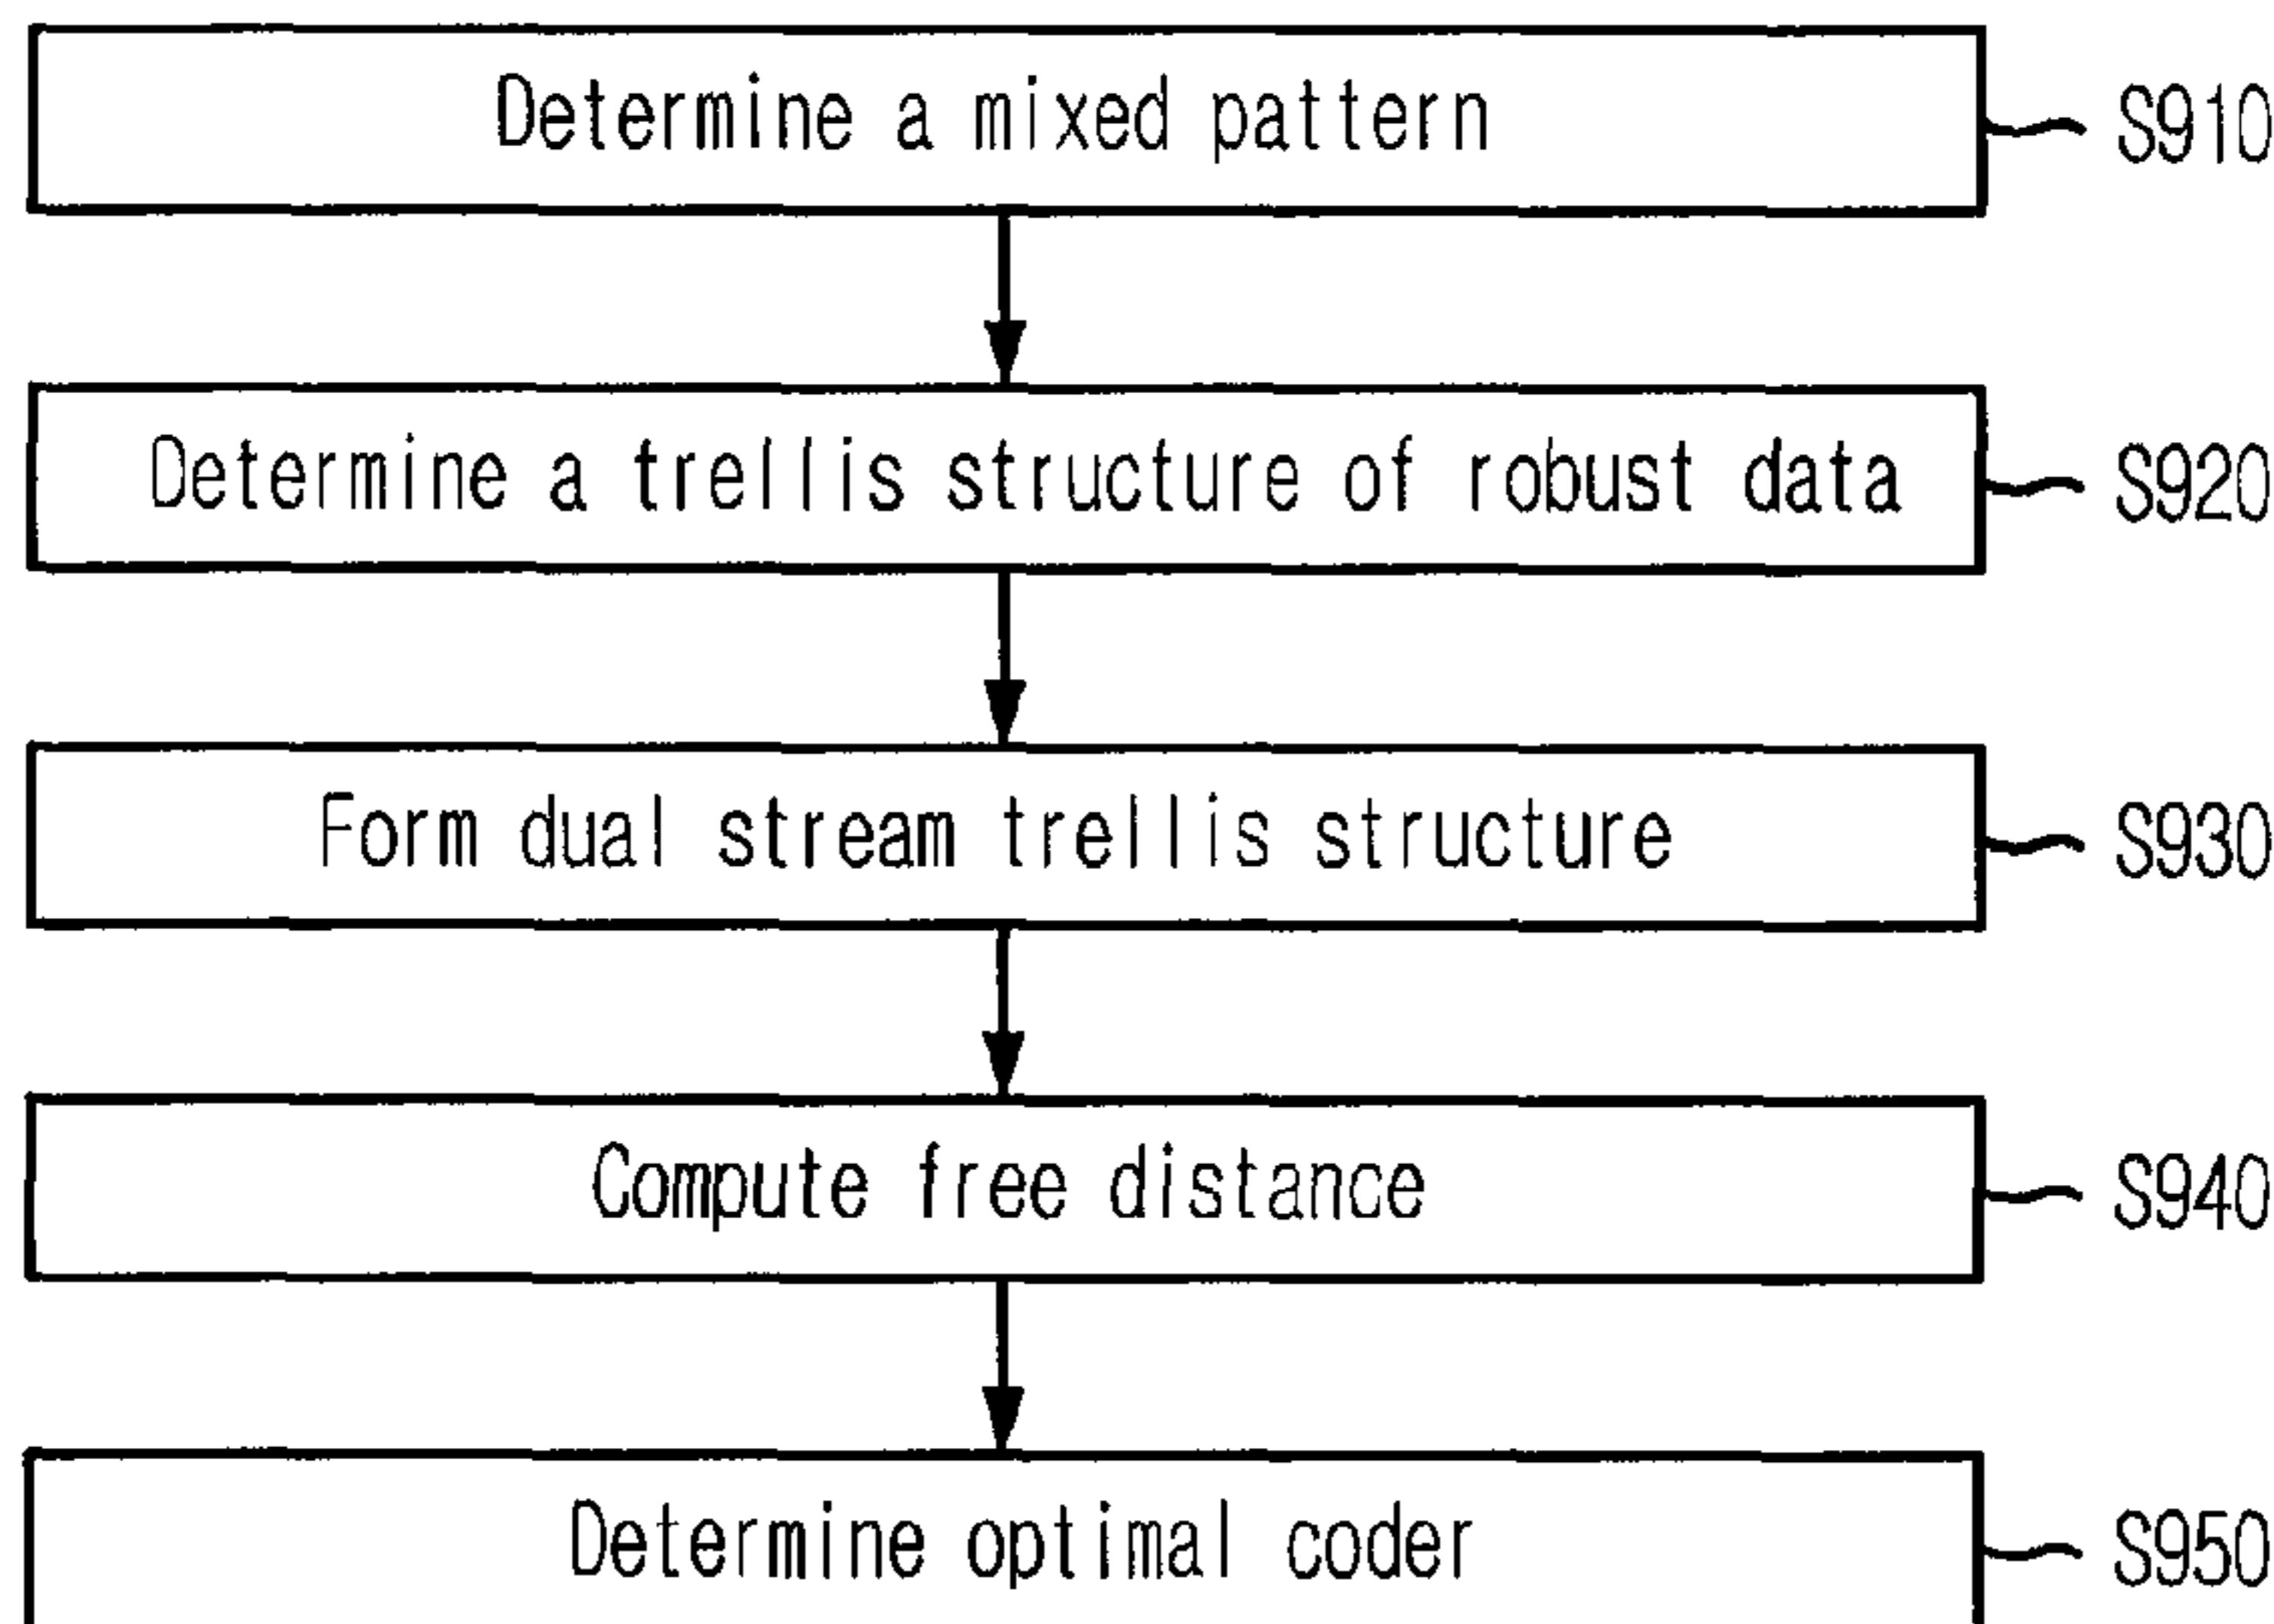 Determine a mixed pattern S910
Determine a trellis structure of robust data S920
Form dual stream trellis structure S930
Compute free distance S940
Determine optimal coder S950